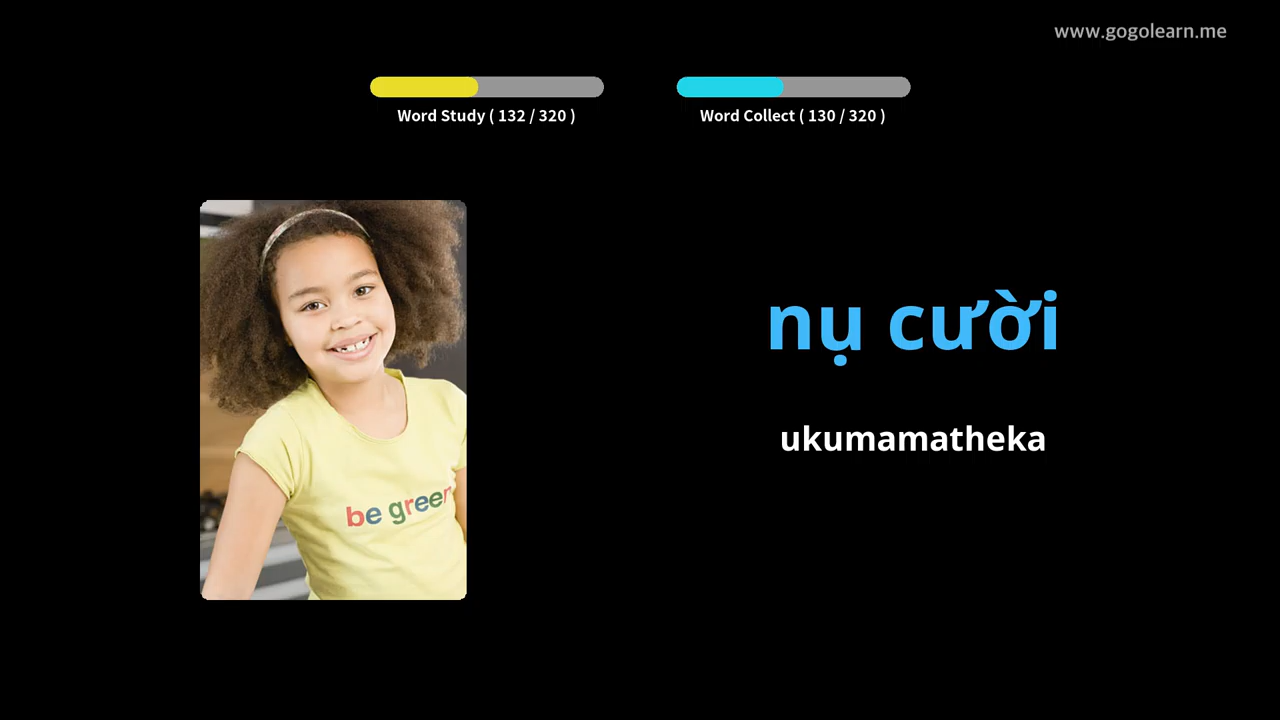 www.gogolearn.me
Word Study ( 132 / 320 )
Word Collect ( 130 / 320 )
nụ cười
ukumamatheka
be green